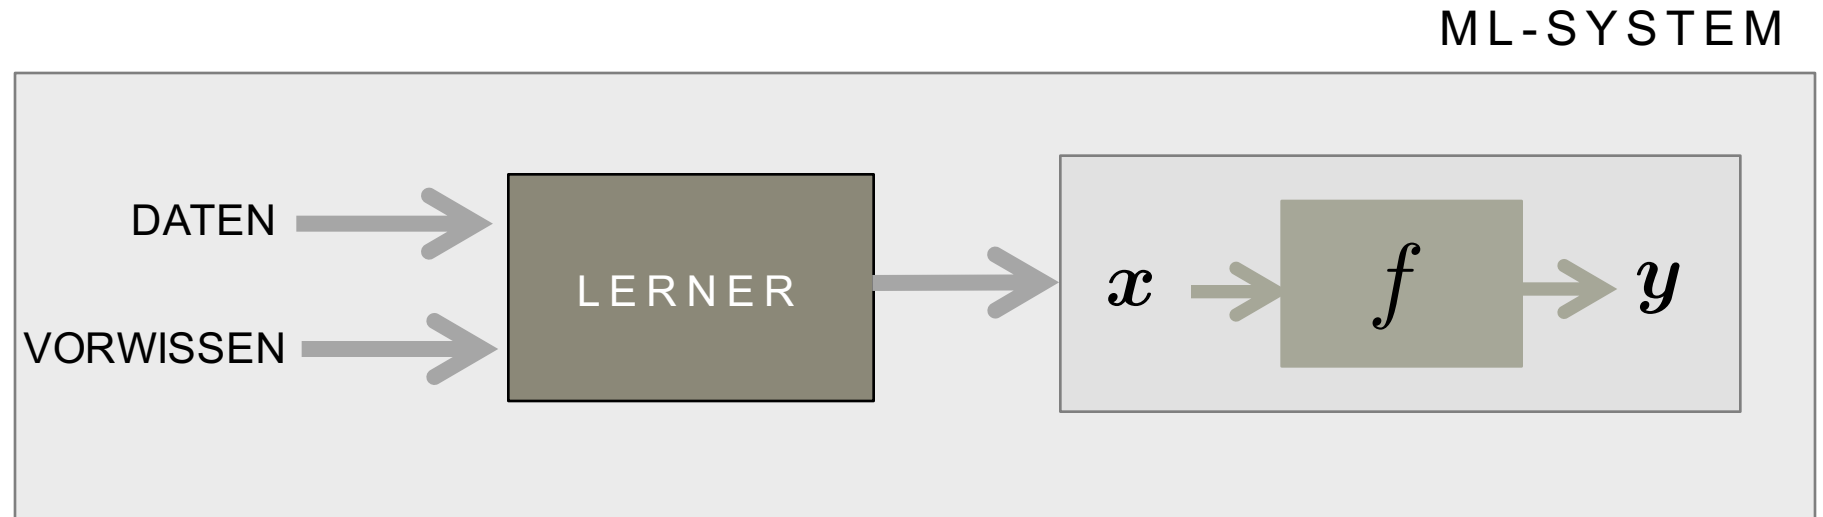 ML-SYSTEM
DATEN
LERNER
x f y
VORWISSEN